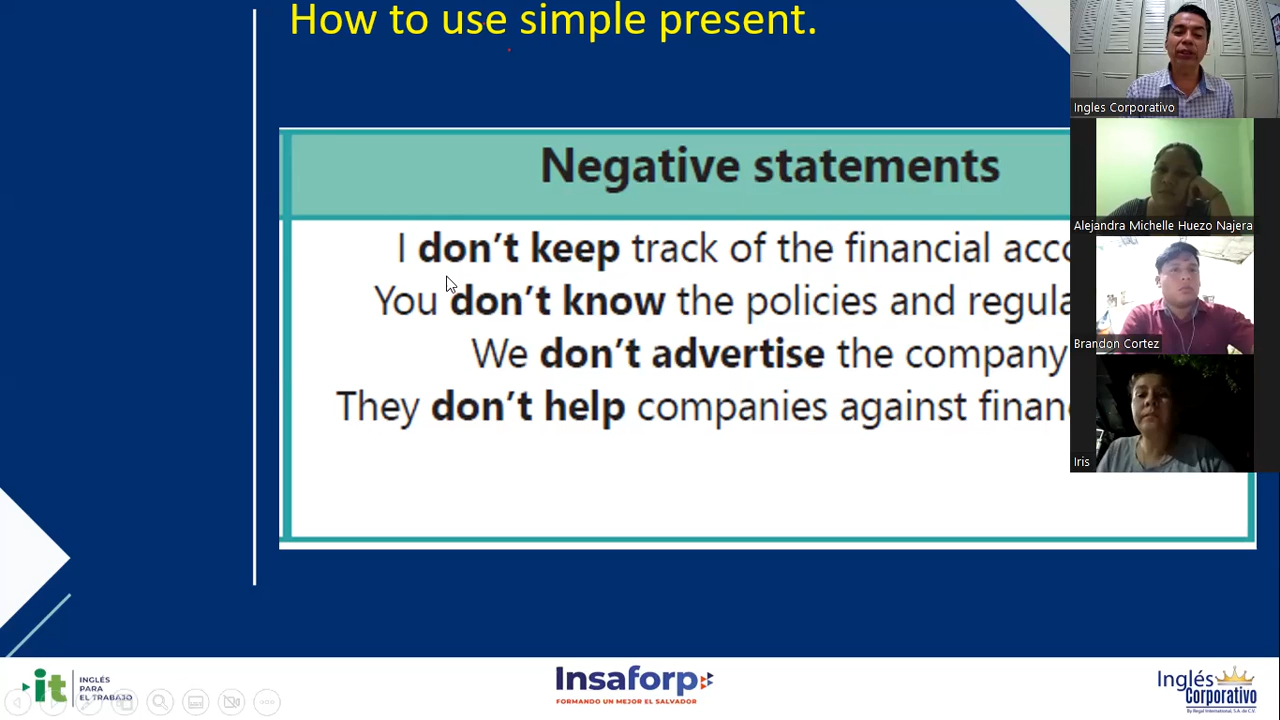 How to use simple present.
Negative statements
I don't keep track of the financial acco
You don't know the policies and regula
We don't advertise the company
They don't help companies against finan
Ingles Corporativo
Alejandra Michelle Huezo Najera
Brandon Cortez
Iris
it
INGLÉS
PARA
EL TRABAJO
Insaforp
FORMANDO UN MEJOR EL SALVADOR
Inglés
Corporativo
By Regal International, S.A. de C.V.